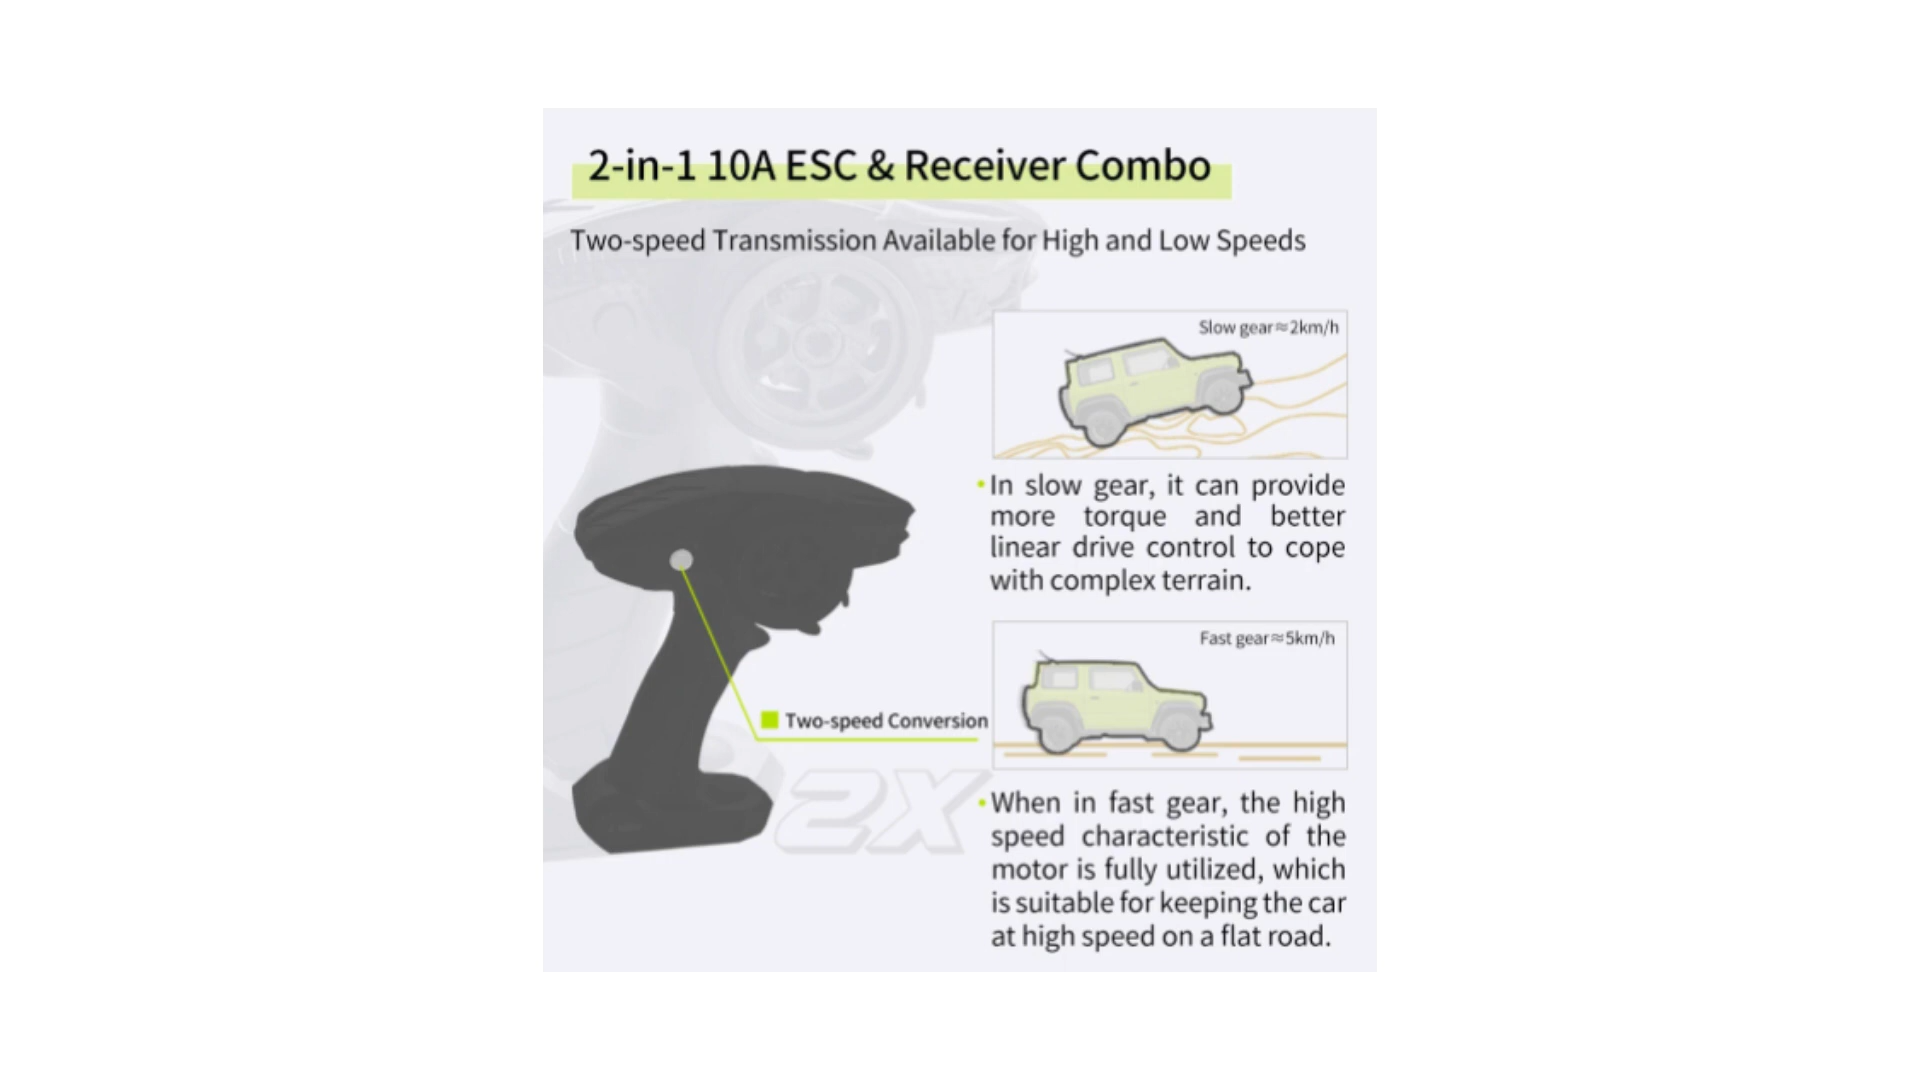 2-in-1 10A ESC & Receiver Combo
Two-speed Transmission Available for High and Low Speeds
Slow gear≈2km/h
•In slow gear, it can provide
more torque and better
linear drive control to cope
with complex terrain.
Fast gear≈5km/h
Two-speed Conversion
2X
•When in fast gear, the high
speed characteristic of the
motor is fully utilized, which
is suitable for keeping the car
at high speed on a flat road.